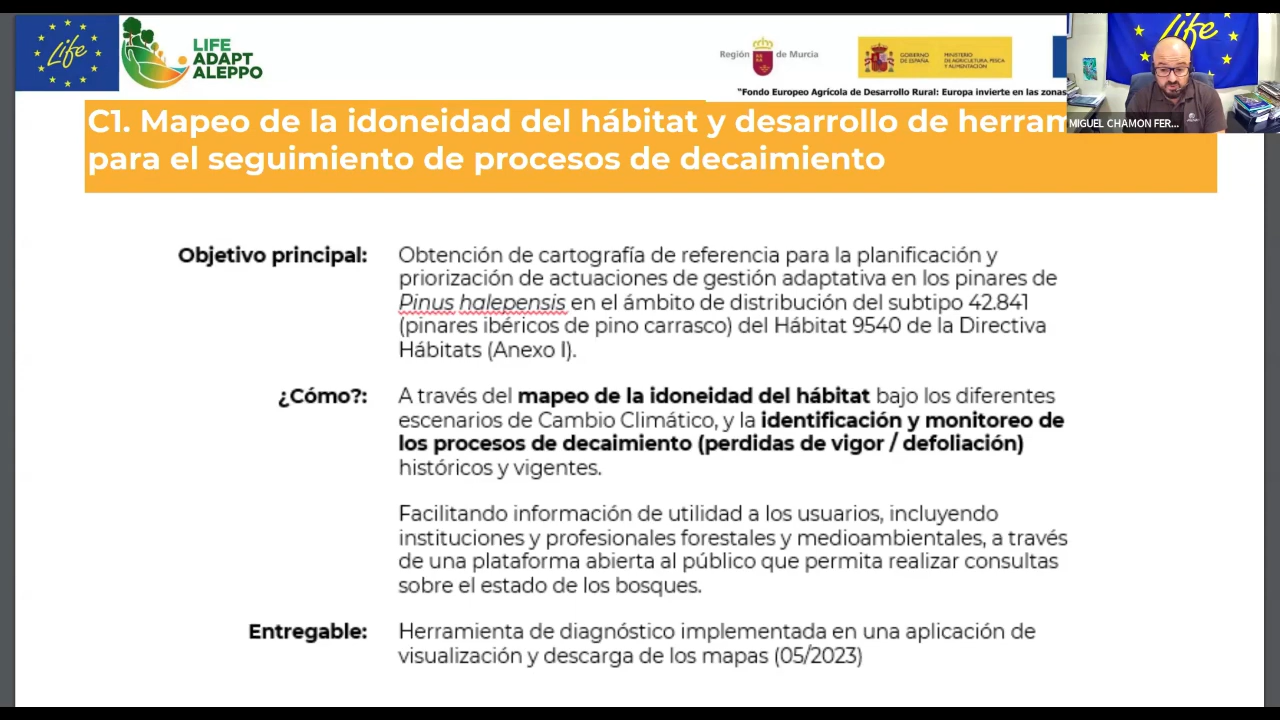 life
LIFE
ADAPT
ALEPPO
Región de Murcia
GOBIERNO
DE ESPAÑA
MINISTERIO
DE AGRICULTURA, PESCA
Y ALIMENTACIÓN
life
"Fondo Europeo Agrícola de Desarrollo Rural: Europa invierte en las zonas
MIGUEL CHAMON FER...
C1. Mapeo de la idoneidad del hábitat y desarrollo de herram
para el seguimiento de procesos de decaimiento
Objetivo principal: Obtención de cartografía de referencia para la planificación y
priorización de actuaciones de gestión adaptativa en los pinares de
Pinus halepensis en el ámbito de distribución del subtipo 42.841
(pinares ibéricos de pino carrasco) del Hábitat 9540 de la Directiva
Hábitats (Anexo I).
¿Cómo?: A través del mapeo de la idoneidad del hábitat bajo los diferentes
escenarios de Cambio Climático, y la identificación y monitoreo de
los procesos de decaimiento (perdidas de vigor / defoliación)
históricos y vigentes.
Facilitando información de utilidad a los usuarios, incluyendo
instituciones y profesionales forestales y medioambientales, a través
de una plataforma abierta al público que permita realizar consultas
sobre el estado de los bosques.
Entregable: Herramienta de diagnóstico implementada en una aplicación de
visualización y descarga de los mapas (05/2023)